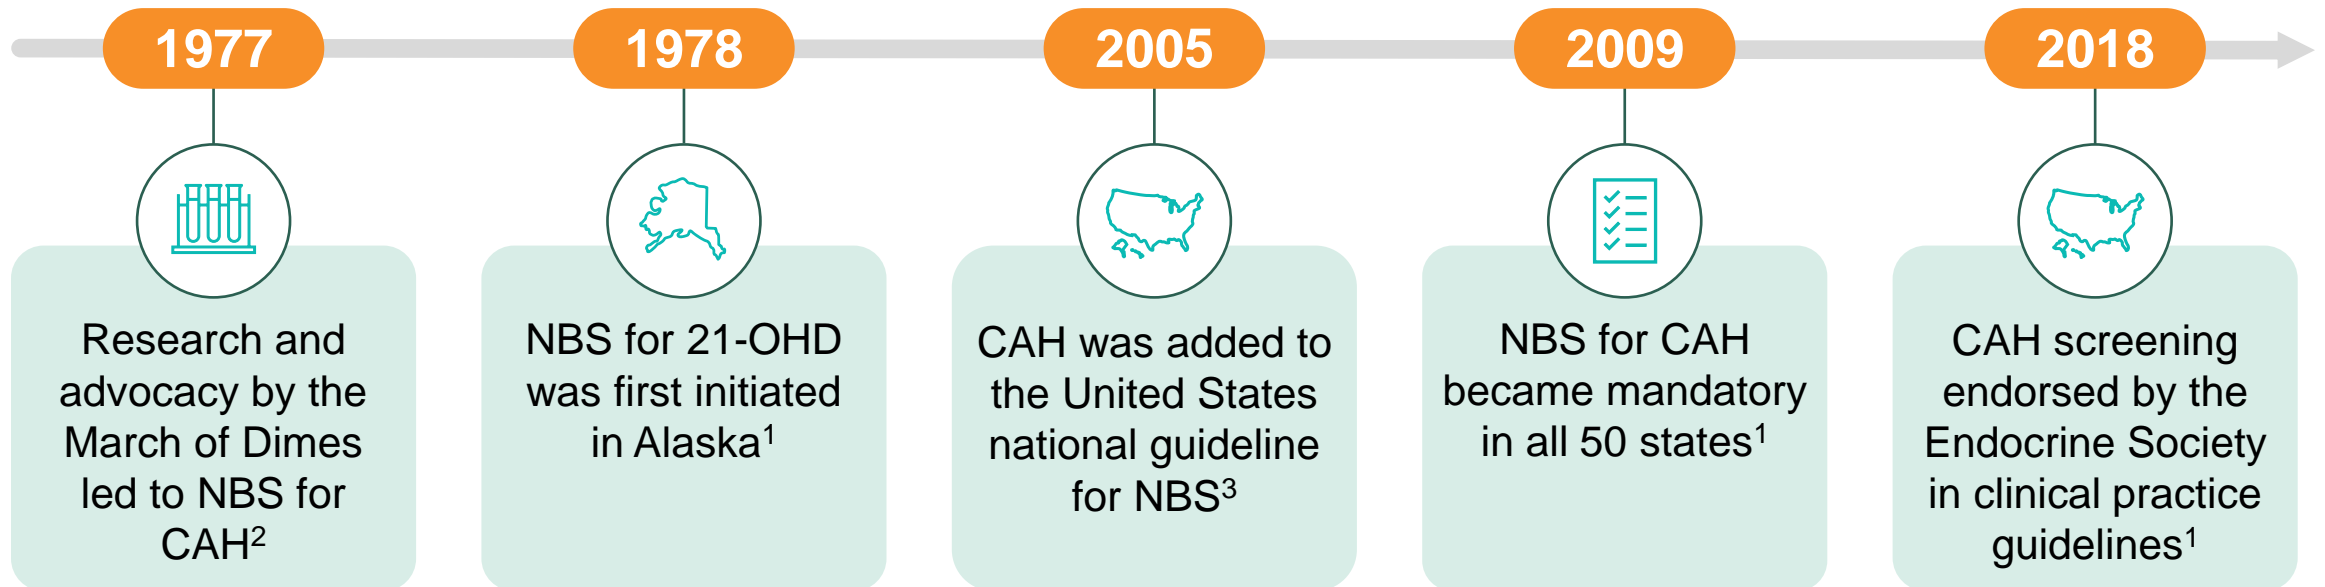 1977
Research and
advocacy by the
March of Dimes
led to NBS for
CAH²
1978
NBS for 21-OHD
was first initiated
in Alaska¹
2005
CAH was added to
the United States
national guideline
for NBS³
2009
NBS for CAH
became mandatory
in all 50 states¹
2018
CAH screening
endorsed by the
Endocrine Society
in clinical practice
guidelines¹